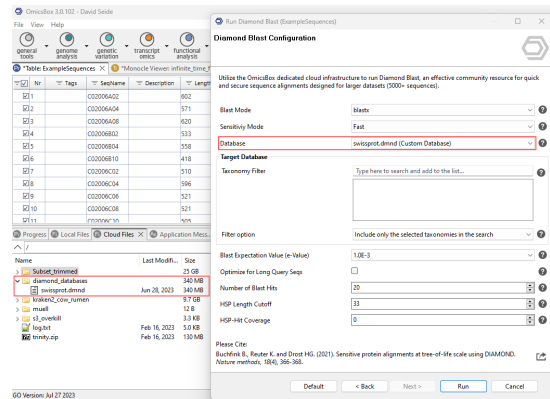 OmicsBox 3.0.102 - David Seide
File View Help
general tools
genome analysis
genetic variation
transcript omics
functional analysis
*Table: ExampleSequences
*Monocle Viewer: infinite_time_
Nr Tags SeqName Description Length
1 C02006A02 602
2 C02006A04 571
3 C02006A08 620
4 C02006B02 533
5 C02006B04 558
6 C02006B10 418
7 C02006C02 510
8 C02006C04 596
9 C02006C06 521
10 C02006C08 521
11 C02006C10 505
Progress Local Files Cloud Files Application Mess
/
Name Last Modifi... Size
Subset_trimmed 25 GB
diamond_databases 340 MB
swissprot.dmnd Jun 28, 2023 340 MB
kraken2_cow_rumen 9.7 GB
muell 12 B
s3_overkill 3.3 KB
log.txt Feb 16, 2023 5.0 KB
trinity.zip Feb 16, 2023 130 MB
GO Version: Jul 27 2023
Run Diamond Blast (ExampleSequences)
Diamond Blast Configuration
Utilize the OmicsBox dedicated cloud infrastructure to run Diamond Blast, an effective community resource for quick
and secure sequence alignments designed for larger datasets (5000+ sequences).
Blast Mode blastx
Sensitiviy Mode Fast
Database swissprot.dmnd (Custom Database)
Target Database
Taxonomy Filter Type here to search and add to the list...
Filter option Include only the selected taxonomies in the search
Blast Expectation Value (e-Value) 1.0E-3
Optimize for Long Query Seqs
Number of Blast Hits 20
HSP Length Cutoff 33
HSP-Hit Coverage 0
Please Cite:
Buchfink B., Reuter K. and Drost HG. (2021). Sensitive protein alignments at tree-of-life scale using DIAMOND.
Nature methods, 18(4), 366-368.
Default < Back Next > Run Cancel